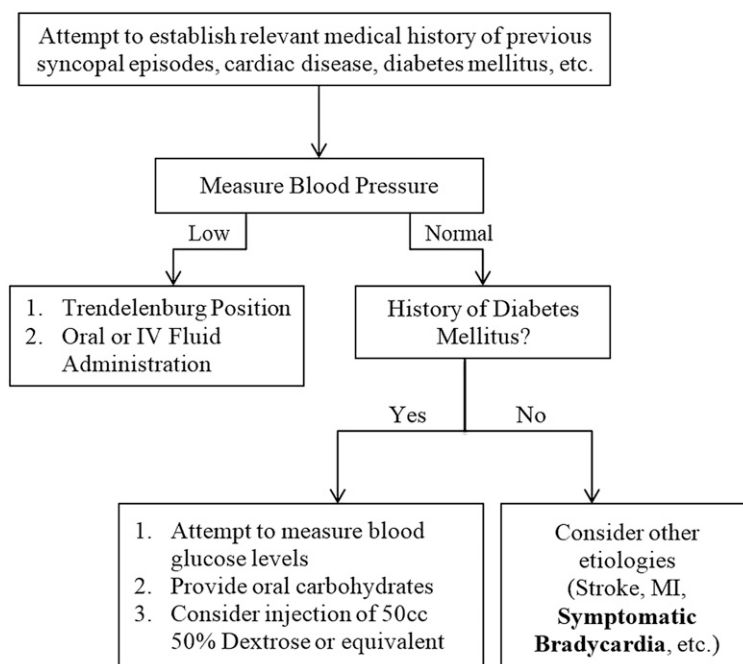 Attempt to establish relevant medical history of previous
syncopal episodes, cardiac disease, diabetes mellitus, etc.
Measure Blood Pressure
Low
Normal
1. Trendelenburg Position
2. Oral or IV Fluid
Administration
History of Diabetes
Mellitus?
Yes
No
1. Attempt to measure blood
glucose levels
2. Provide oral carbohydrates
3. Consider injection of 50cc
50% Dextrose or equivalent
Consider other
etiologies
(Stroke, MI,
Symptomatic
Bradycardia, etc.)